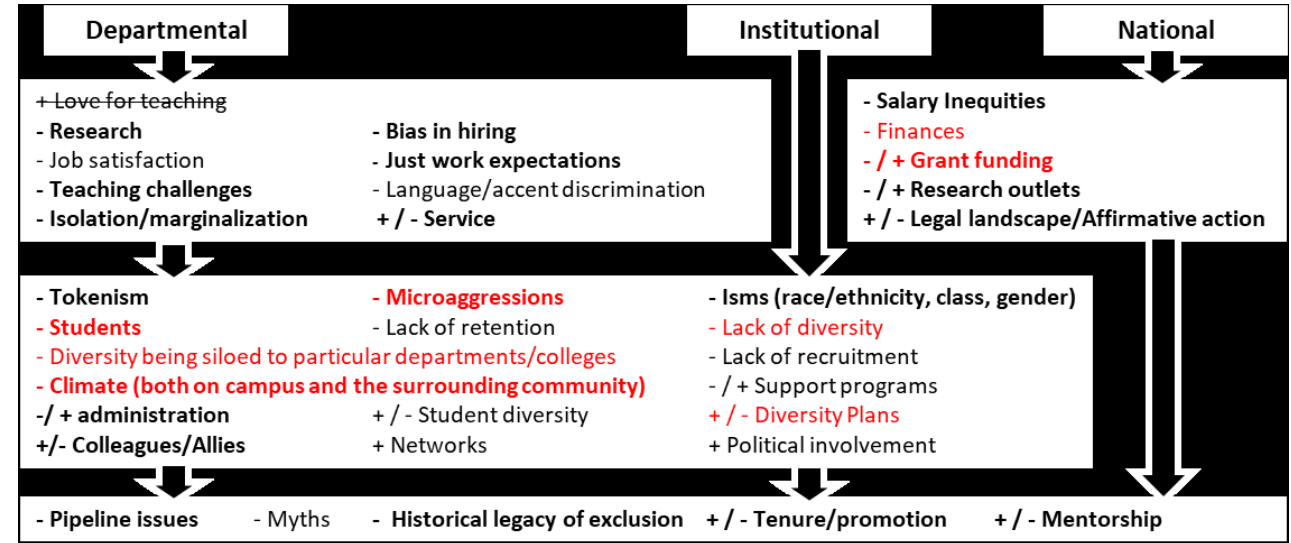 Departmental Institutional National
+ Love for teaching
- Research - Bias in hiring
- Job satisfaction - Just work expectations
- Teaching challenges - Language/accent discrimination
- Isolation/marginalization + / - Service
- Salary Inequities
- Finances
- / + Grant funding
- / + Research outlets
+ / - Legal landscape/Affirmative action
- Tokenism - Microaggressions - Isms (race/ethnicity, class, gender)
- Students - Lack of retention - Lack of diversity
- Diversity being siloed to particular departments/colleges - Lack of recruitment
- Climate (both on campus and the surrounding community) - / + Support programs
-/ + administration + / - Student diversity + / - Diversity Plans
+/- Colleagues/Allies + Networks + Political involvement
- Pipeline issues - Myths - Historical legacy of exclusion + / - Tenure/promotion + / - Mentorship